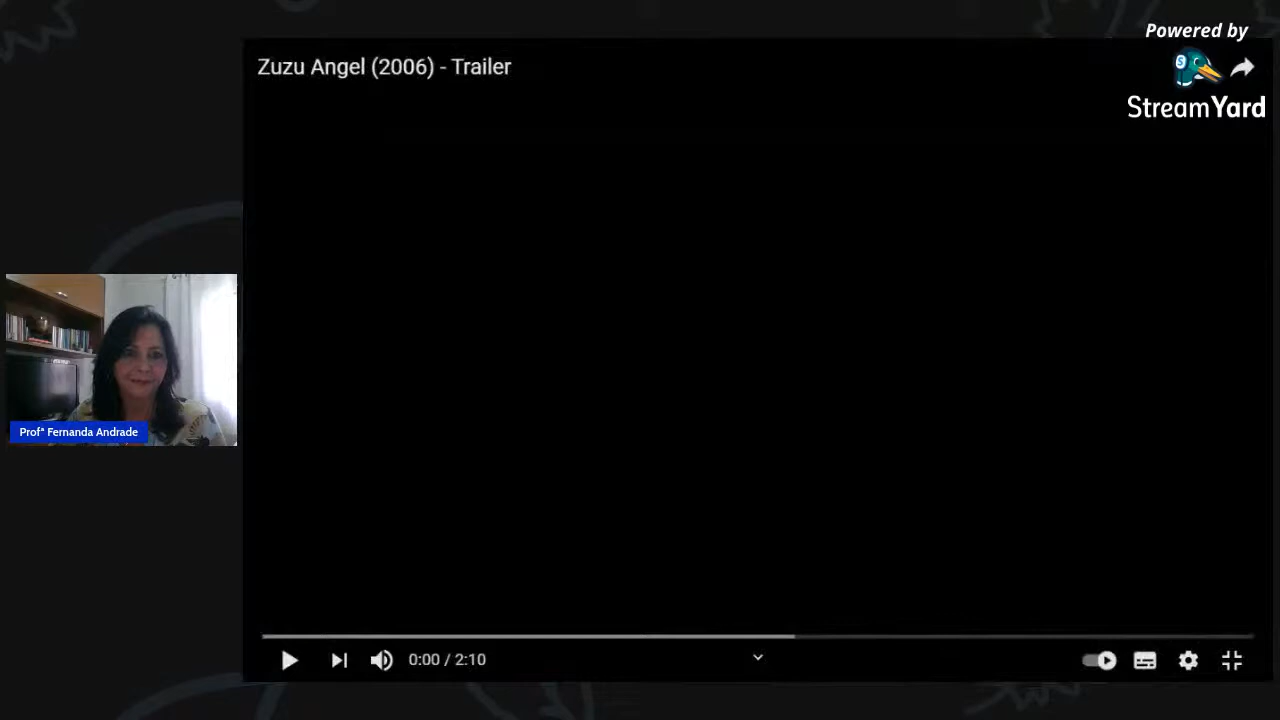 Powered by
StreamYard
Zuzu Angel (2006) - Trailer
Profª Fernanda Andrade
0:00 / 2:10